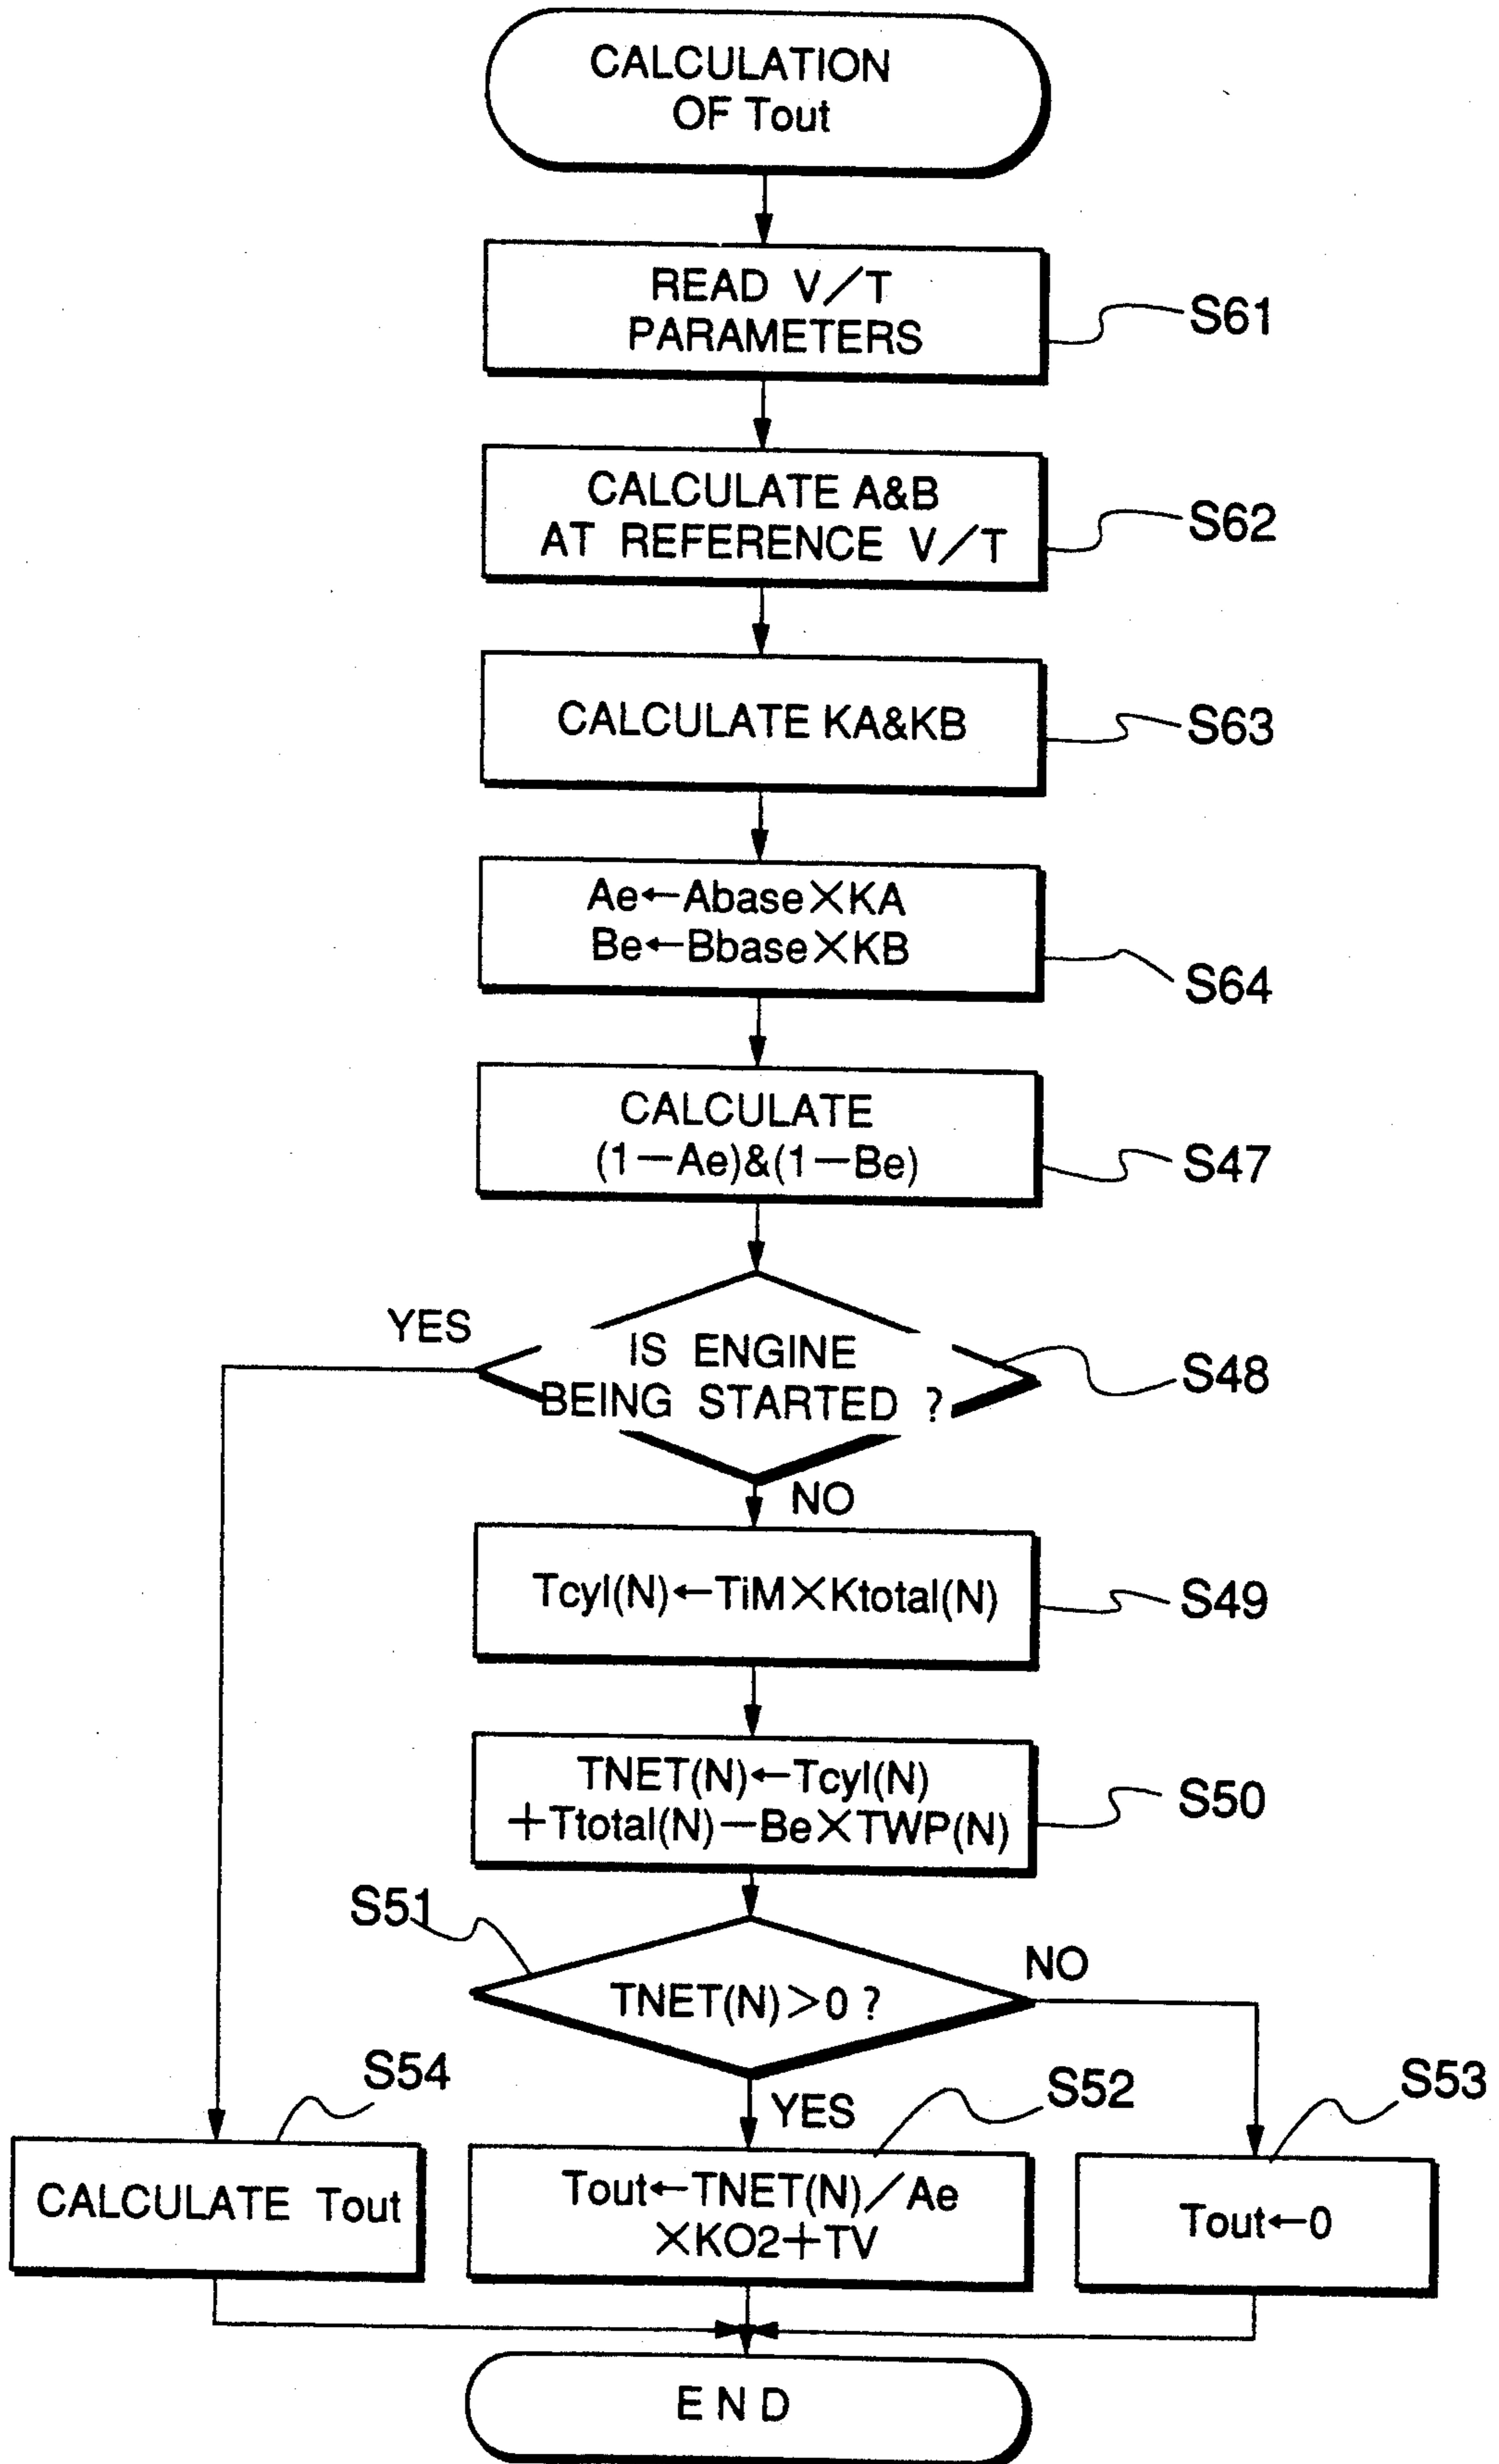 CALCULATION
OF Tout
READ V/T
PARAMETERS
S61
CALCULATE A&B
AT REFERENCE V/T
S62
CALCULATE KA&KB
S63
Ae←Abase×KA
Be←Bbase×KB
S64
CALCULATE
(1－Ae)&(1－Be)
S47
YES
IS ENGINE
BEING STARTED ?
S48
NO
Tcyl(N)←TiM×Ktotal(N)
S49
TNET(N)←Tcyl(N)
+Ttotal(N)－Be×TWP(N)
S50
S51
TNET(N)>0 ?
NO
S54
YES
S52
S53
CALCULATE Tout
Tout←TNET(N)/Ae
×KO2+TV
Tout←0
END